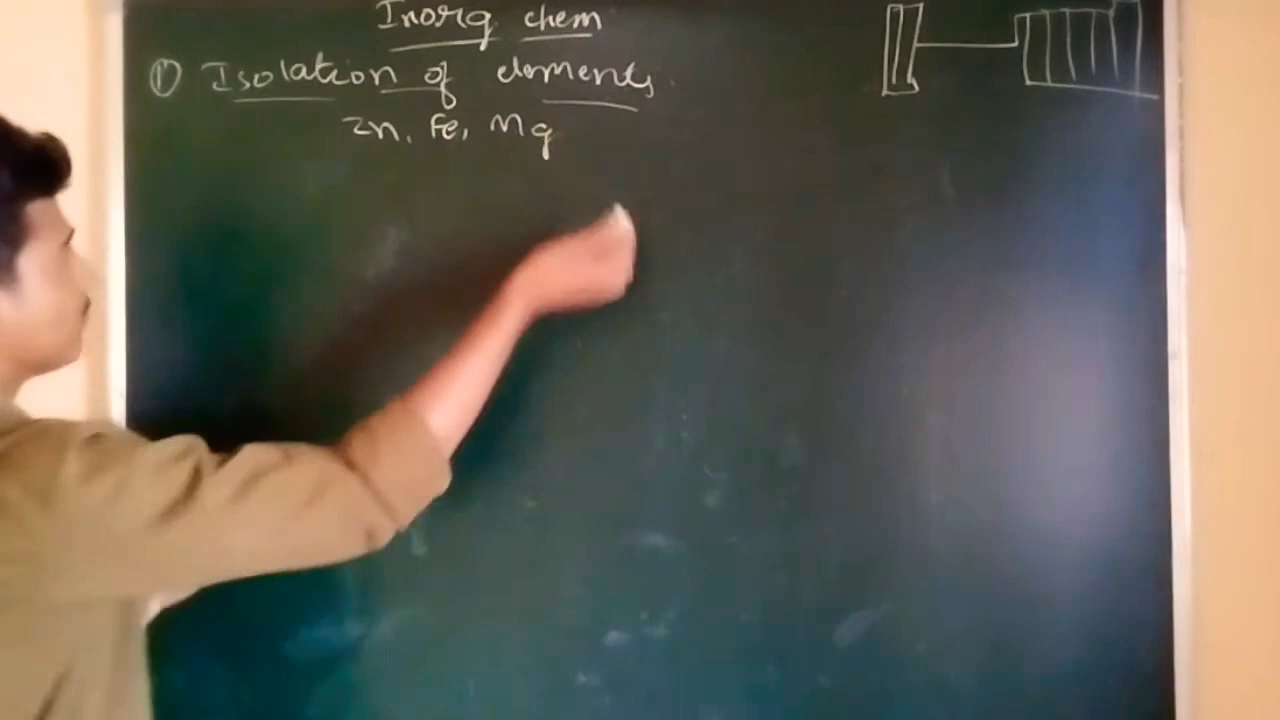 Inorg chem
① Isolation of elements
Zn, Fe, Mg